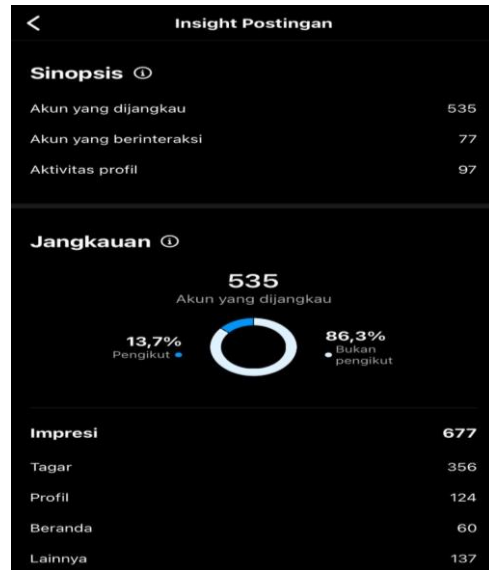 Insight Postingan
Sinopsis
Akun yang dijangkau 535
Akun yang berinteraksi 77
Aktivitas profil 97
Jangkauan
535
Akun yang dijangkau
13,7%
Pengikut
86,3%
Bukan
pengikut
Impresi 677
Tagar 356
Profil 124
Beranda 60
Lainnya 137